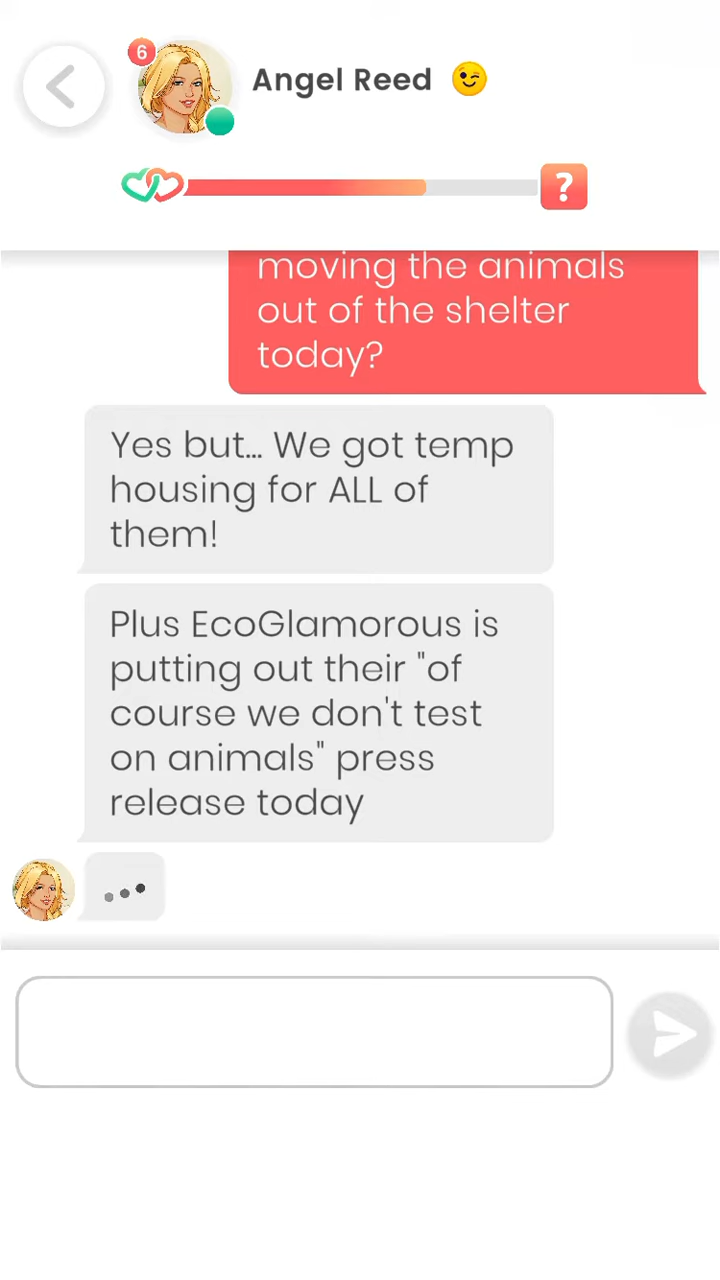 6
Angel Reed
?
moving the animals
out of the shelter
today?
Yes but... We got temp
housing for ALL of
them!
Plus EcoGlamorous is
putting out their "of
course we don't test
on animals" press
release today